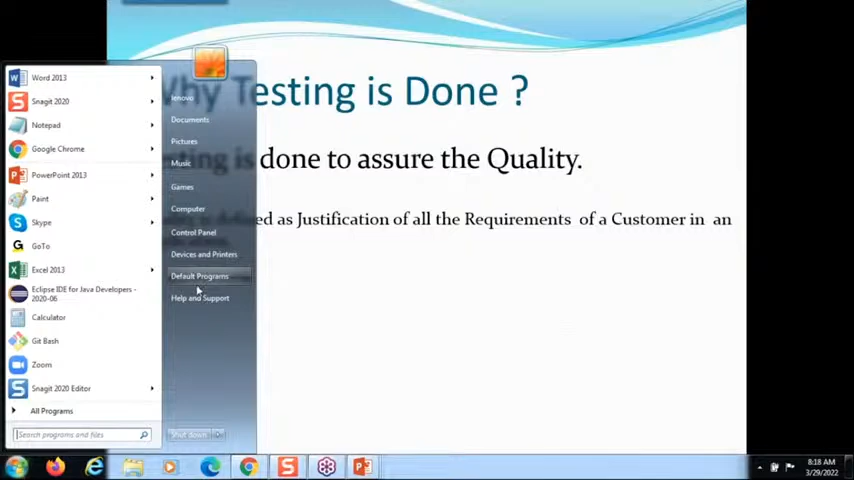 Why Testing is Done ?
Testing is done to assure the Quality.
ed as Justification of all the Requirements of a Customer in an
Word 2013
Snagit 2020
Notepad
Google Chrome
PowerPoint 2013
Paint
Skype
GoTo
Excel 2013
Eclipse IDE for Java Developers -
2020-06
Calculator
Git Bash
Zoom
Snagit 2020 Editor
All Programs
Search programs and files
lenovo
Documents
Pictures
Music
Games
Computer
Control Panel
Devices and Printers
Default Programs
Help and Support
Shut down
8:18 AM
3/29/2022